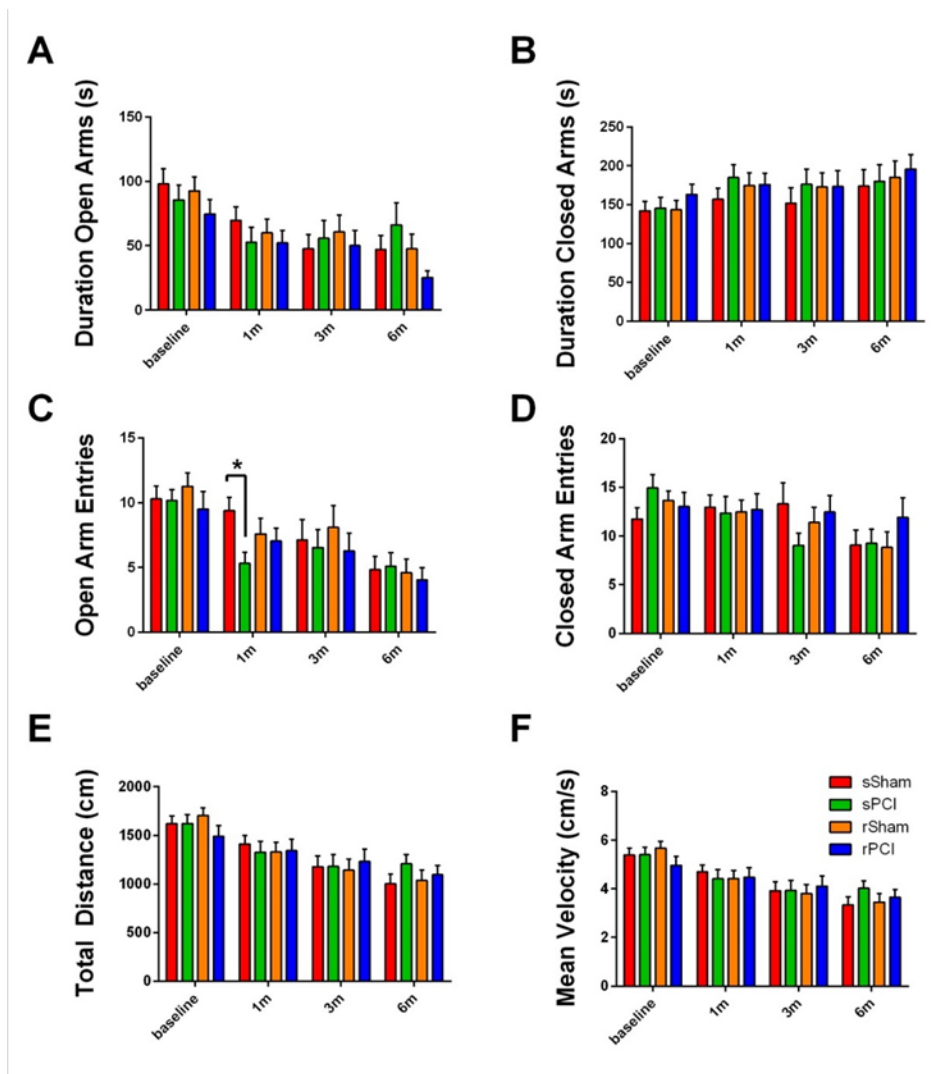 A
Duration Open Arms (s)
150
100
50
0
baseline
1m
3m
6m
B
Duration Closed Arms (s)
250
200
150
100
50
0
baseline
1m
3m
6m
C
Open Arm Entries
15
10
5
0
*
baseline
1m
3m
6m
D
Closed Arm Entries
20
15
10
5
0
baseline
1m
3m
6m
E
Total Distance (cm)
2000
1500
1000
500
0
baseline
1m
3m
6m
F
Mean Velocity (cm/s)
8
6
4
2
0
sSham
sPCI
rSham
rPCI
baseline
1m
3m
6m